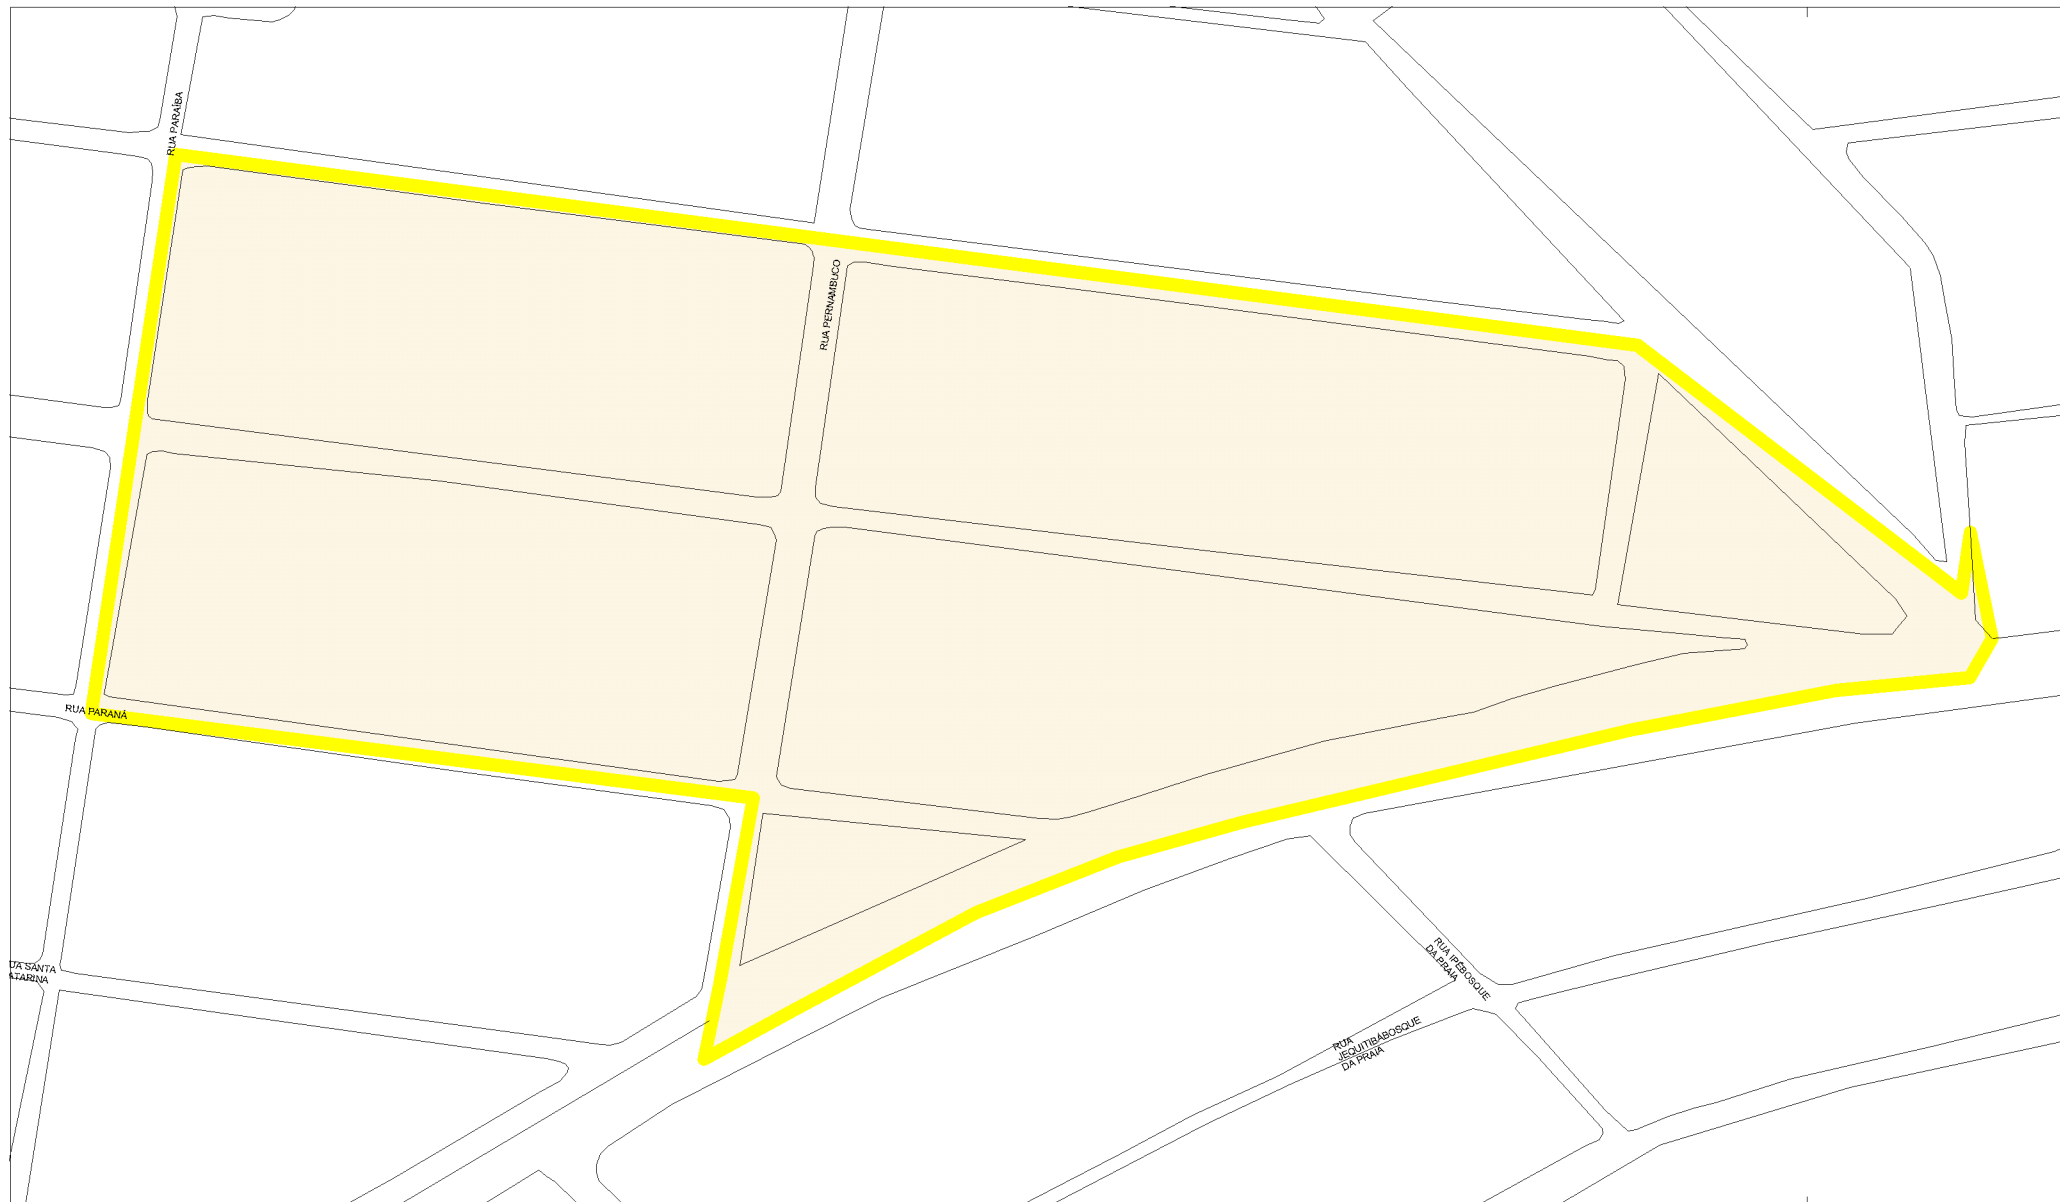 RUA PARAÍBA
RUA PERNAMBUCO
RUA PARANÁ
UA SANTA
ATARINA
RUA IPÊBOSQUE
DA PRAIA
RUA
JEQUITIBÁBOSQUE
DA PRAIA